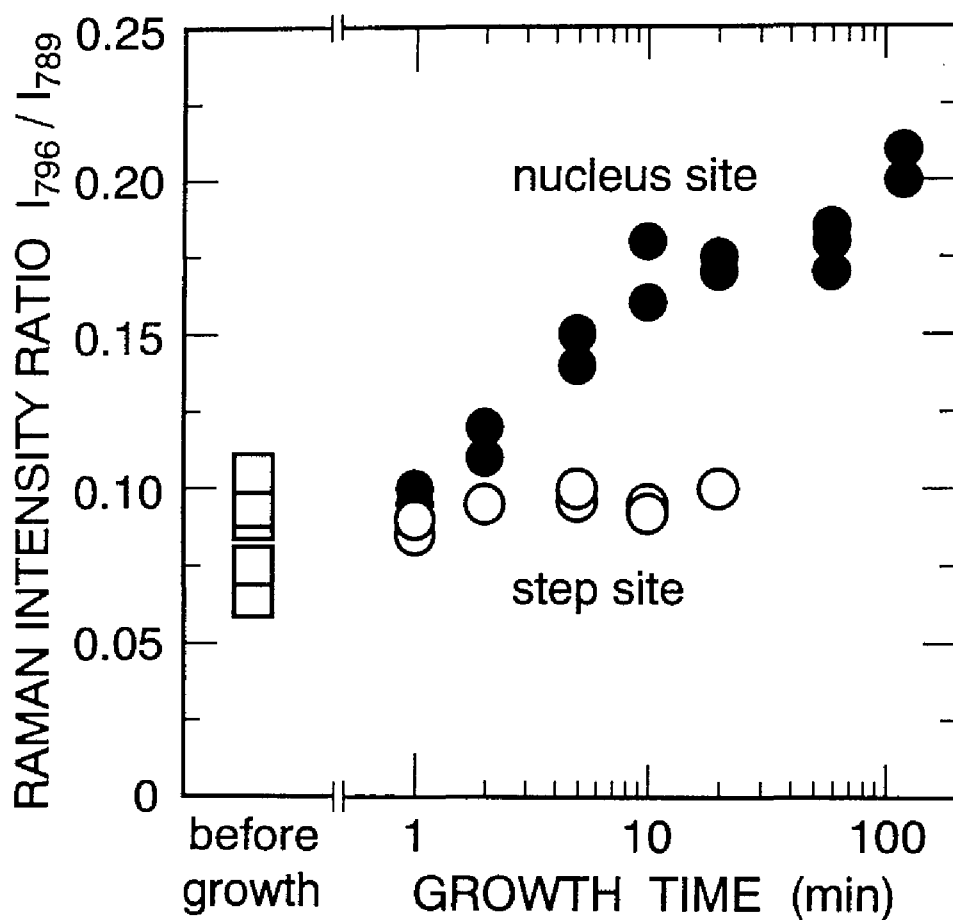 RAMAN INTENSITY RATIO I796 / I789
0.25
0.20
0.15
0.10
0.05
0
nucleus site
step site
before
growth
1
10
100
GROWTH TIME (min)